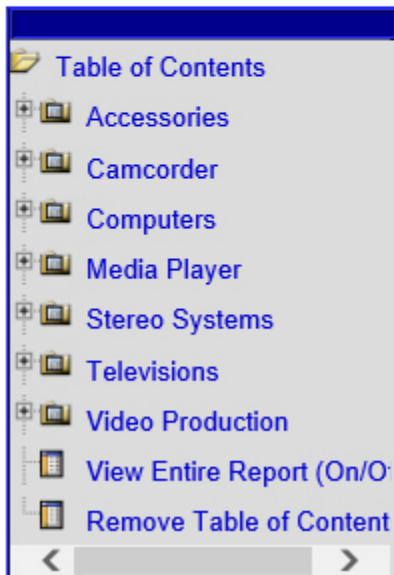 Table of Contents
Accessories
Camcorder
Computers
Media Player
Stereo Systems
Televisions
Video Production
View Entire Report (On/O
Remove Table of Content